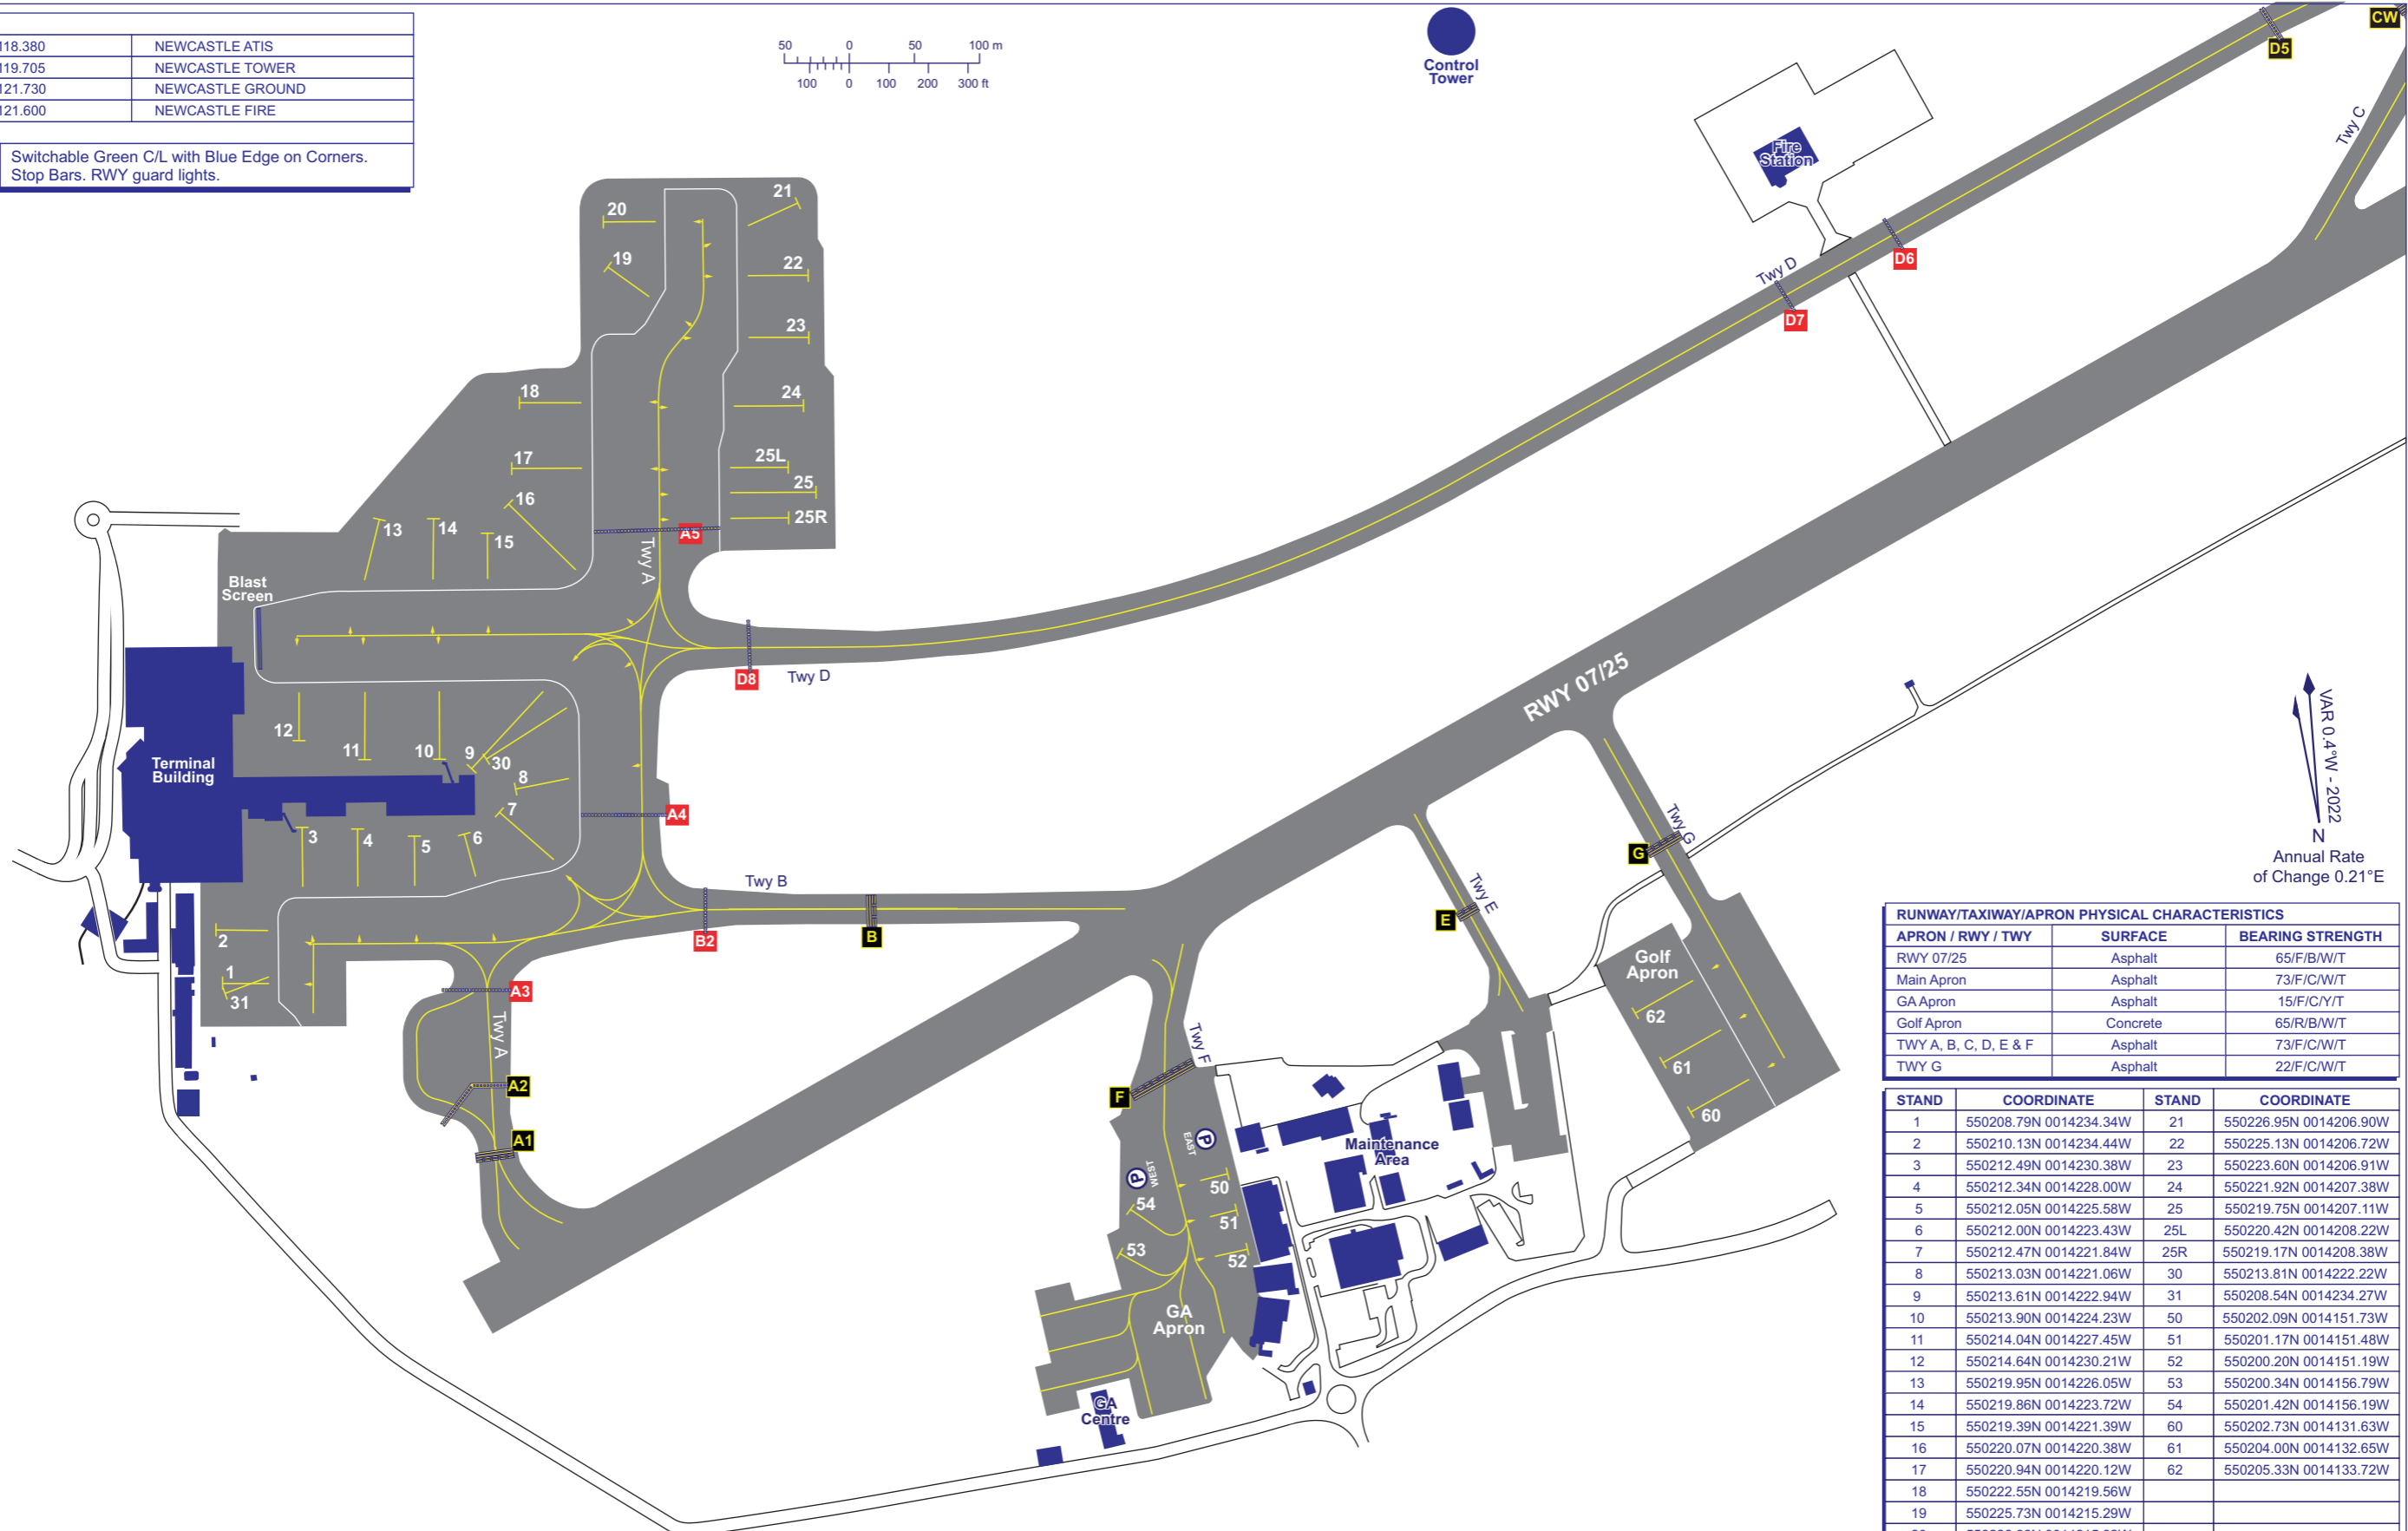 118.380 NEWCASTLE ATIS
119.705 NEWCASTLE TOWER
121.730 NEWCASTLE GROUND
121.600 NEWCASTLE FIRE
Switchable Green C/L with Blue Edge on Corners.
Stop Bars. RWY guard lights.
50 0 50 100 m
100 0 100 200 300 ft
Control
Tower
CW
D5
Twy C
Fire
Station
D6
Twy D
D7
20
21
19
22
23
18
24
17
25L
25
16
25R
13
14
15
A5
Twy A
Blast
Screen
D8
Twy D
RWY 07/25
12
11
10
9
30
8
7
Terminal
Building
3
4
5
6
A4
Twy B
B2
B
2
1
31
A3
Twy A
A2
A1
Twy G
G
Twy E
E
Golf
Apron
62
61
60
Twy F
F
P
EAST
P
WEST
50
54
51
53
52
Maintenance
Area
GA
Apron
GA
Centre
VAR 0.4°W - 2022
N
Annual Rate
of Change 0.21°E
RUNWAY/TAXIWAY/APRON PHYSICAL CHARACTERISTICS
APRON / RWY / TWY SURFACE BEARING STRENGTH
RWY 07/25 Asphalt 65/F/B/W/T
Main Apron Asphalt 73/F/C/W/T
GA Apron Asphalt 15/F/C/Y/T
Golf Apron Concrete 65/R/B/W/T
TWY A, B, C, D, E & F Asphalt 73/F/C/W/T
TWY G Asphalt 22/F/C/W/T
STAND COORDINATE STAND COORDINATE
1 550208.79N 0014234.34W 21 550226.95N 0014206.90W
2 550210.13N 0014234.44W 22 550225.13N 0014206.72W
3 550212.49N 0014230.38W 23 550223.60N 0014206.91W
4 550212.34N 0014228.00W 24 550221.92N 0014207.38W
5 550212.05N 0014225.58W 25 550219.75N 0014207.11W
6 550212.00N 0014223.43W 25L 550220.42N 0014208.22W
7 550212.47N 0014221.84W 25R 550219.17N 0014208.38W
8 550213.03N 0014221.06W 30 550213.81N 0014222.22W
9 550213.61N 0014222.94W 31 550208.54N 0014234.27W
10 550213.90N 0014224.23W 50 550202.09N 0014151.73W
11 550214.04N 0014227.45W 51 550201.17N 0014151.48W
12 550214.64N 0014230.21W 52 550200.20N 0014151.19W
13 550219.95N 0014226.05W 53 550200.34N 0014156.79W
14 550219.86N 0014223.72W 54 550201.42N 0014156.19W
15 550219.39N 0014221.39W 60 550202.73N 0014131.63W
16 550220.07N 0014220.38W 61 550204.00N 0014132.65W
17 550220.94N 0014220.12W 62 550205.33N 0014133.72W
18 550222.55N 0014219.56W
19 550225.73N 0014215.29W